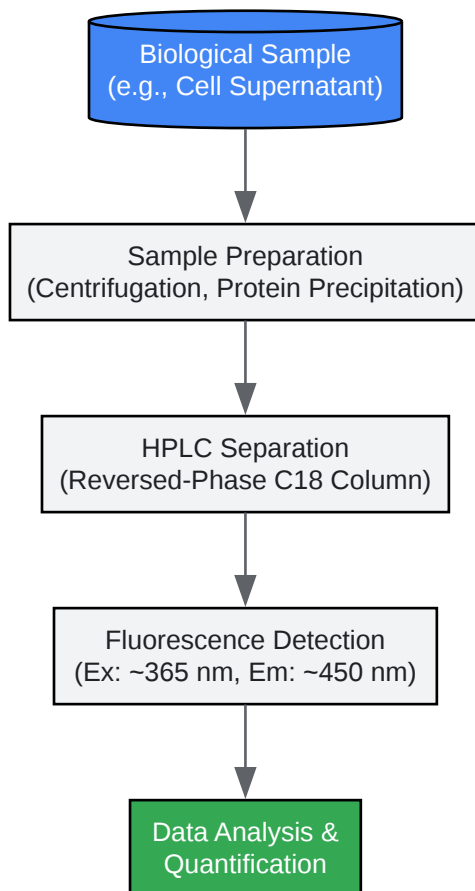 Biological Sample
(e.g., Cell Supernatant)
Sample Preparation
(Centrifugation, Protein Precipitation)
HPLC Separation
(Reversed-Phase C18 Column)
Fluorescence Detection
(Ex: ~365 nm, Em: ~450 nm)
Data Analysis &
Quantification